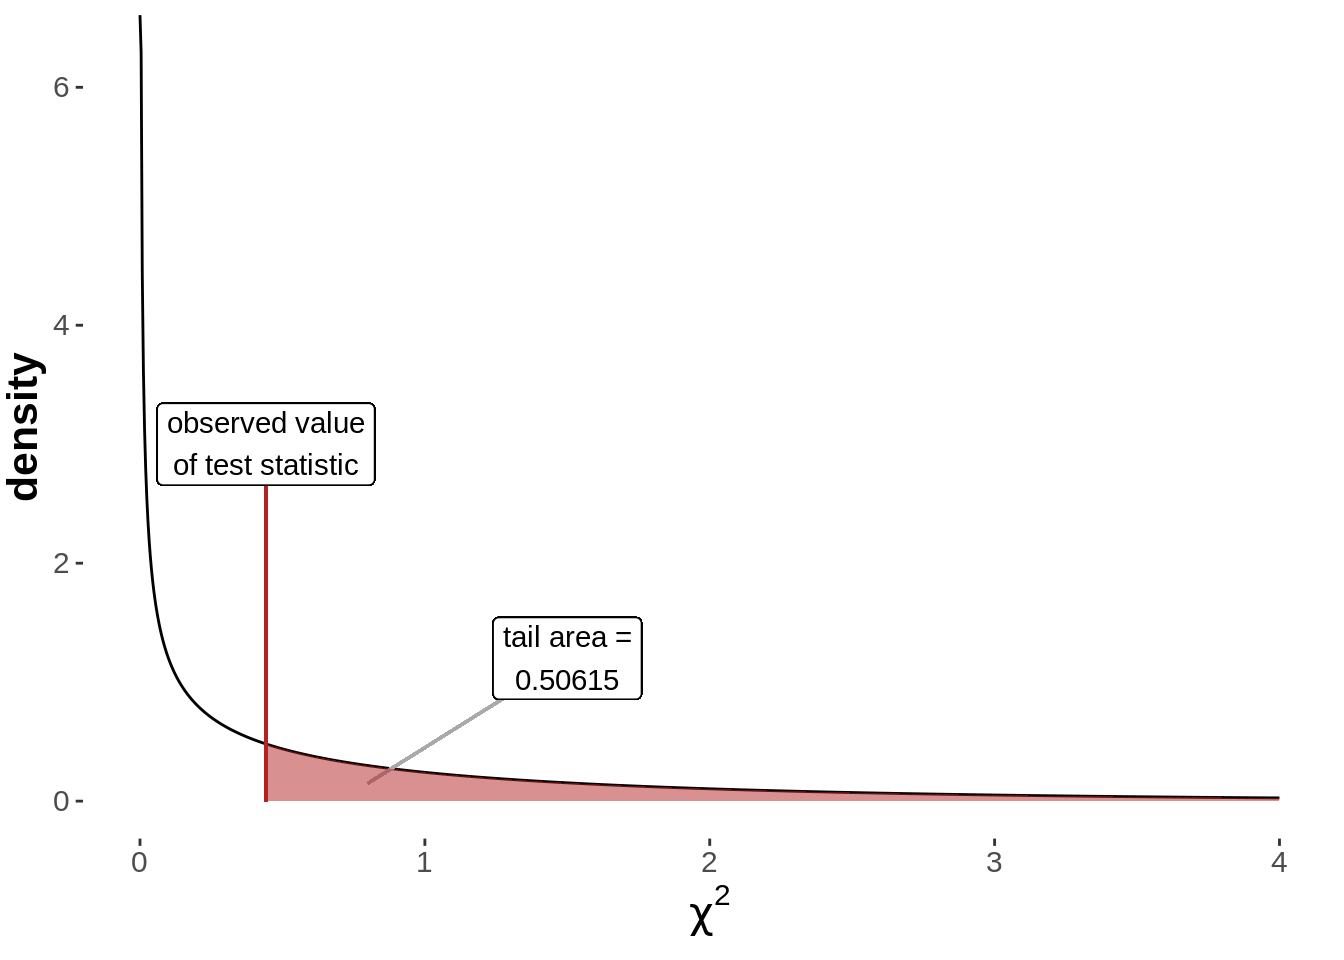 6
4
2
0
density
observed value
of test statistic
tail area =
0.50615
0 1 2 3 4
χ²